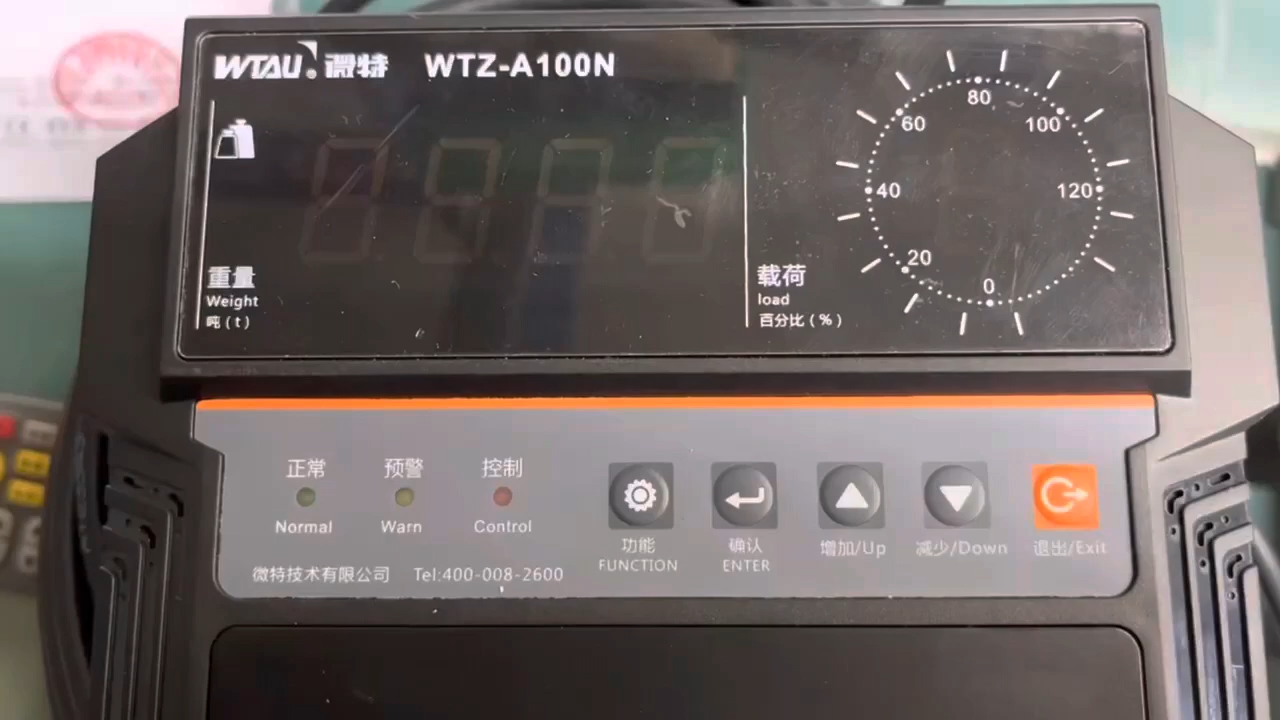 WTAU 微特 WTZ-A100N
80
60
100
40
120
20
0
重量
Weight
吨(t)
载荷
load
百分比(%)
正常
预警
控制
Normal
Warn
Control
功能
FUNCTION
确认
ENTER
增加/Up
减少/Down
退出/Exit
微特技术有限公司 Tel:400-008-2600